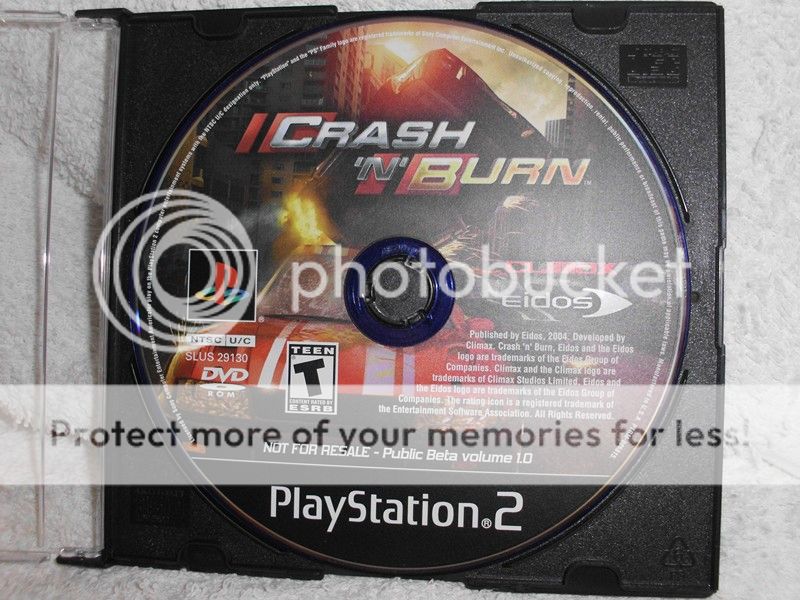 CRASH
'N' BURN™
photobucket
Eidos
NTSC U/C
SLUS 29130
DVD
ROM
TEEN
T
CONTENT RATED BY
ESRB
Published by Eidos, 2004. Developed by
Climax. Crash 'n' Burn, Eidos and the Eidos
logo are trademarks of the Eidos Group of
Companies. Climax and the Climax logo are
trademarks of Climax Studios Limited. Eidos and
the Eidos logo are trademarks of Eidos Group of
Companies. The rating icon is a registered trademark of
the Entertainment Software Association. All Rights Reserved.
Protect more of your memories for less!
NOT FOR RESALE - Public Beta volume 1.0
PlayStation®2